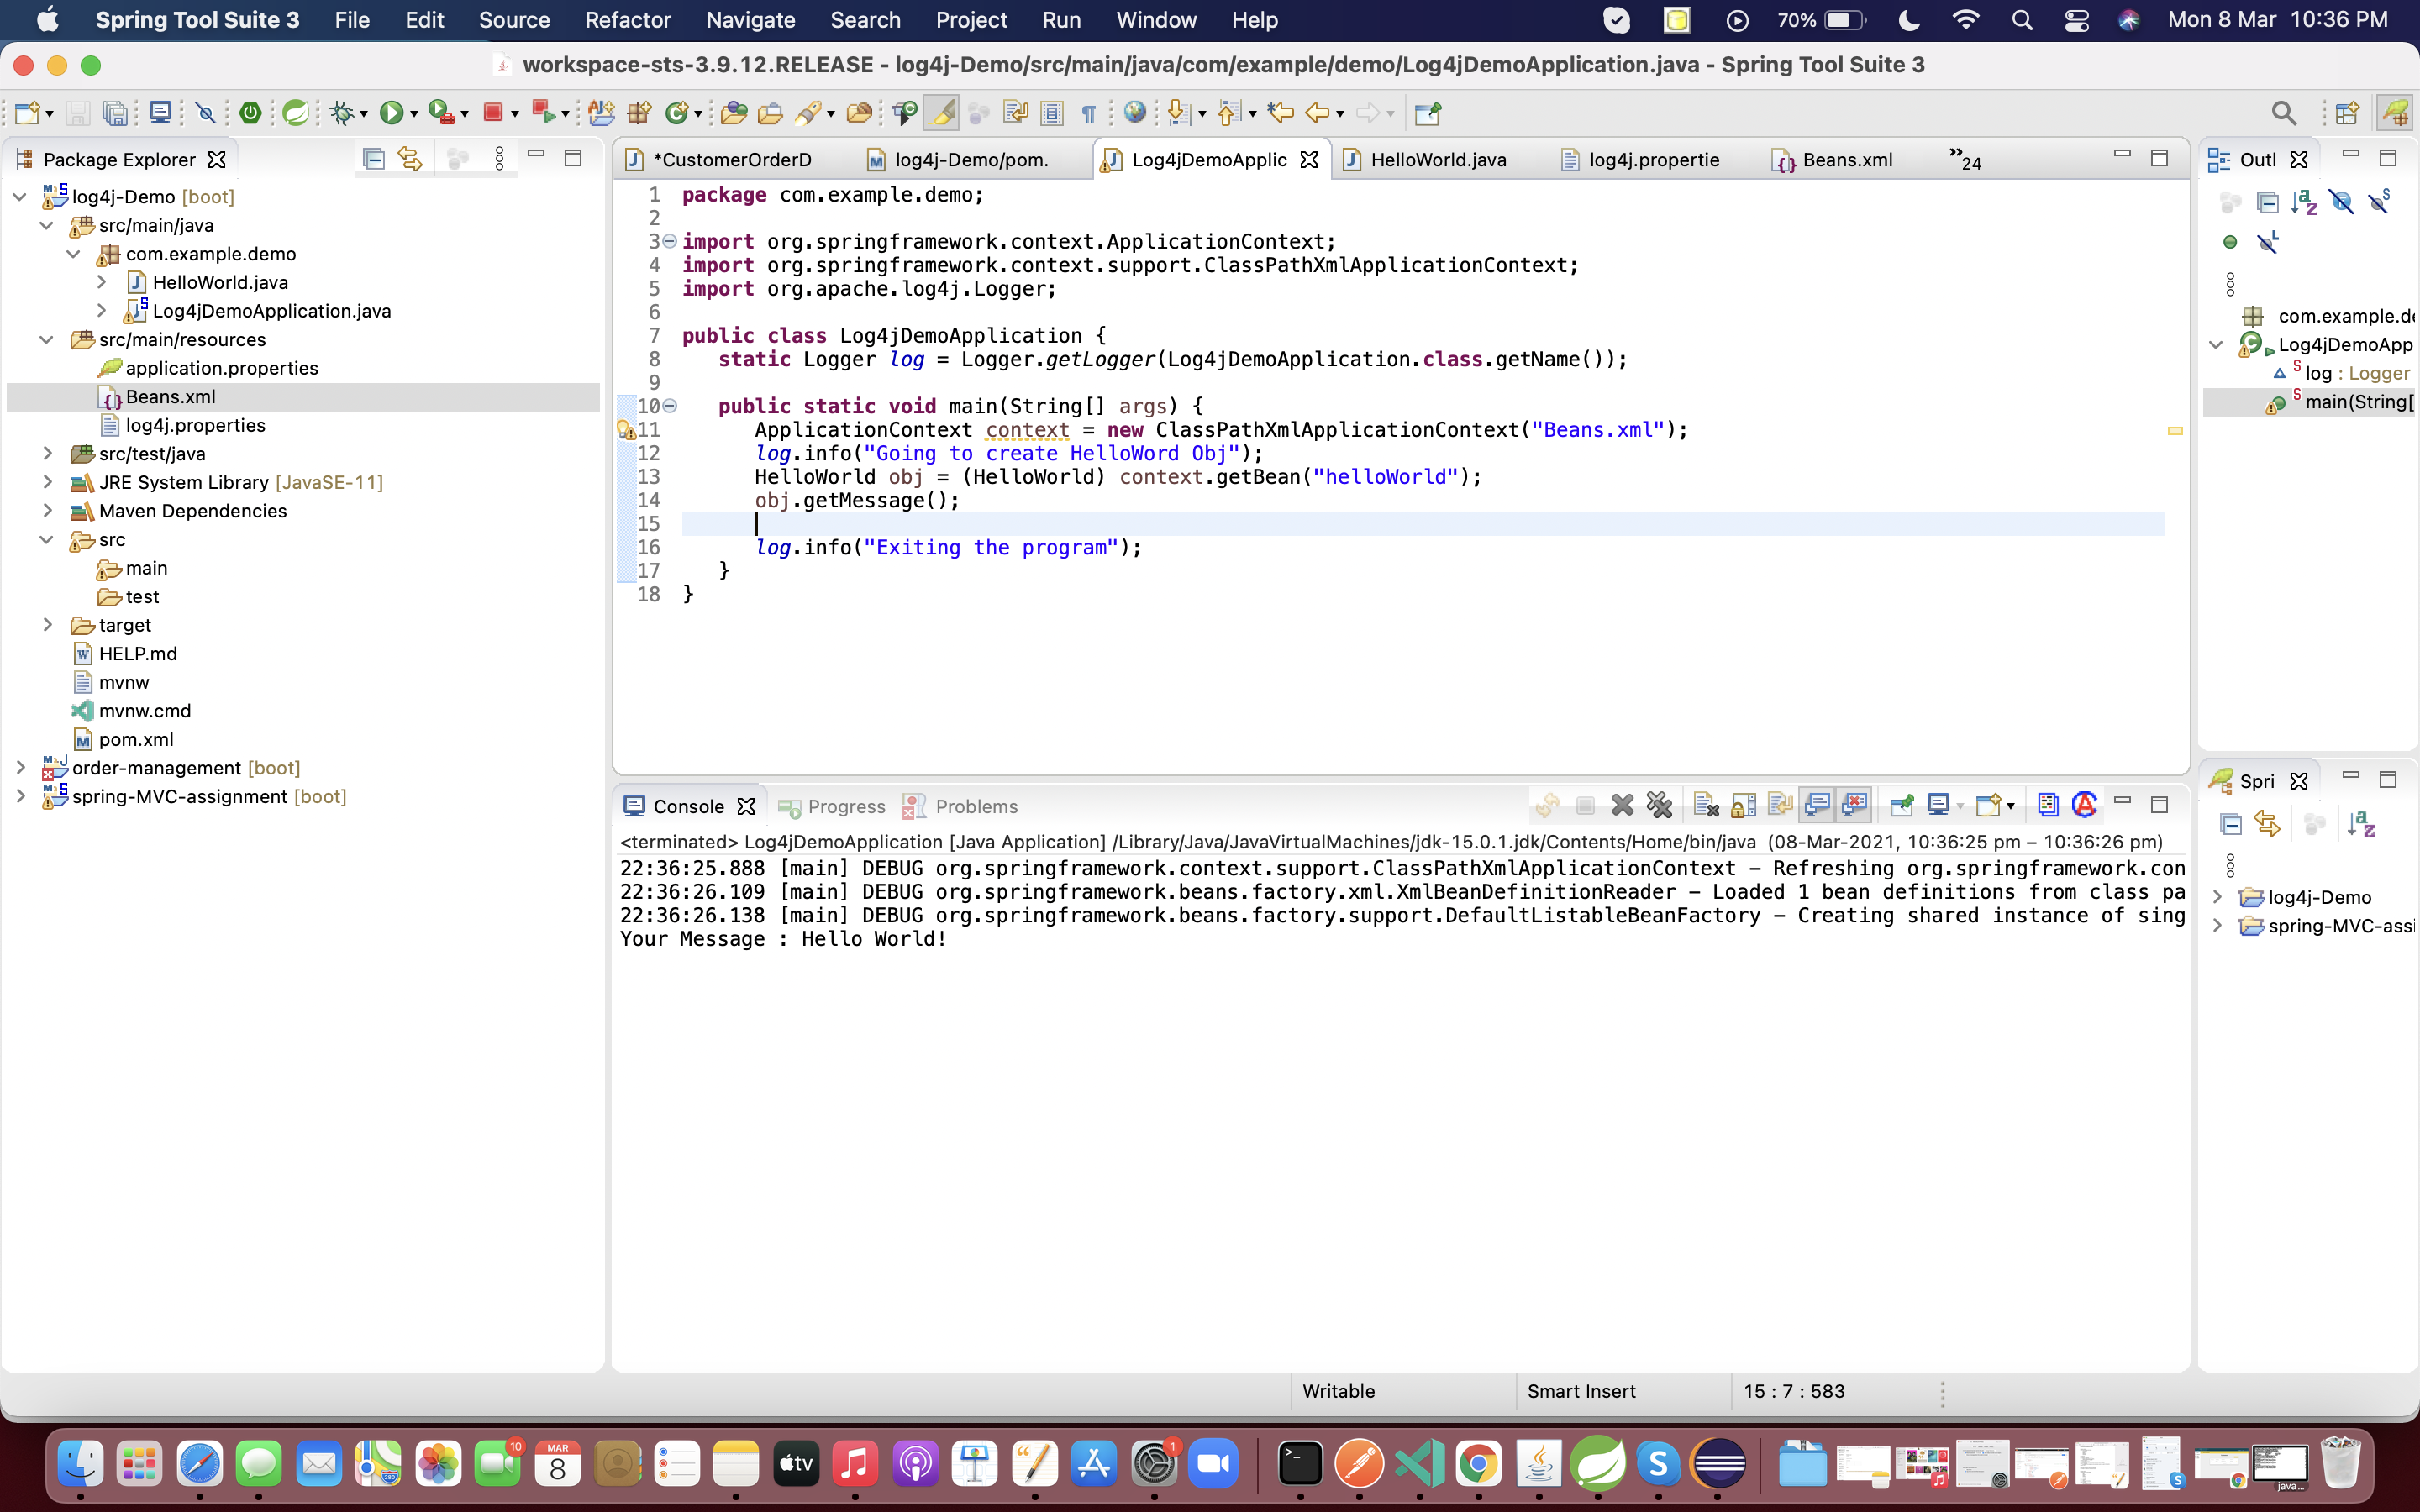 Spring Tool Suite 3 File Edit Source Refactor Navigate Search Project Run Window Help 70% Mon 8 Mar 10:36 PM
workspace-sts-3.9.12.RELEASE - log4j-Demo/src/main/java/com/example/demo/Log4jDemoApplication.java - Spring Tool Suite 3
Package Explorer
log4j-Demo [boot]
src/main/java
com.example.demo
HelloWorld.java
Log4jDemoApplication.java
src/main/resources
application.properties
Beans.xml
log4j.properties
src/test/java
JRE System Library [JavaSE-11]
Maven Dependencies
src
main
test
target
HELP.md
mvnw
mvnw.cmd
pom.xml
order-management [boot]
spring-MVC-assignment [boot]
*CustomerOrderD log4j-Demo/pom. Log4jDemoApplic HelloWorld.java log4j.propertie Beans.xml »24
1 package com.example.demo;
2
3 import org.springframework.context.ApplicationContext;
4 import org.springframework.context.support.ClassPathXmlApplicationContext;
5 import org.apache.log4j.Logger;
6
7 public class Log4jDemoApplication {
8 static Logger log = Logger.getLogger(Log4jDemoApplication.class.getName());
9
10 public static void main(String[] args) {
11 ApplicationContext context = new ClassPathXmlApplicationContext("Beans.xml");
12 log.info("Going to create HelloWord Obj");
13 HelloWorld obj = (HelloWorld) context.getBean("helloWorld");
14 obj.getMessage();
15
16 log.info("Exiting the program");
17 }
18 }
Outl
com.example.de
Log4jDemoApp
log : Logger
main(String[
Console Progress Problems
<terminated> Log4jDemoApplication [Java Application] /Library/Java/JavaVirtualMachines/jdk-15.0.1.jdk/Contents/Home/bin/java (08-Mar-2021, 10:36:25 pm – 10:36:26 pm)
22:36:25.888 [main] DEBUG org.springframework.context.support.ClassPathXmlApplicationContext - Refreshing org.springframework.con
22:36:26.109 [main] DEBUG org.springframework.beans.factory.xml.XmlBeanDefinitionReader - Loaded 1 bean definitions from class pa
22:36:26.138 [main] DEBUG org.springframework.beans.factory.support.DefaultListableBeanFactory - Creating shared instance of sing
Your Message : Hello World!
Spri
log4j-Demo
spring-MVC-assi
Writable Smart Insert 15 : 7 : 583
10
MAR
8
tv
1
java...